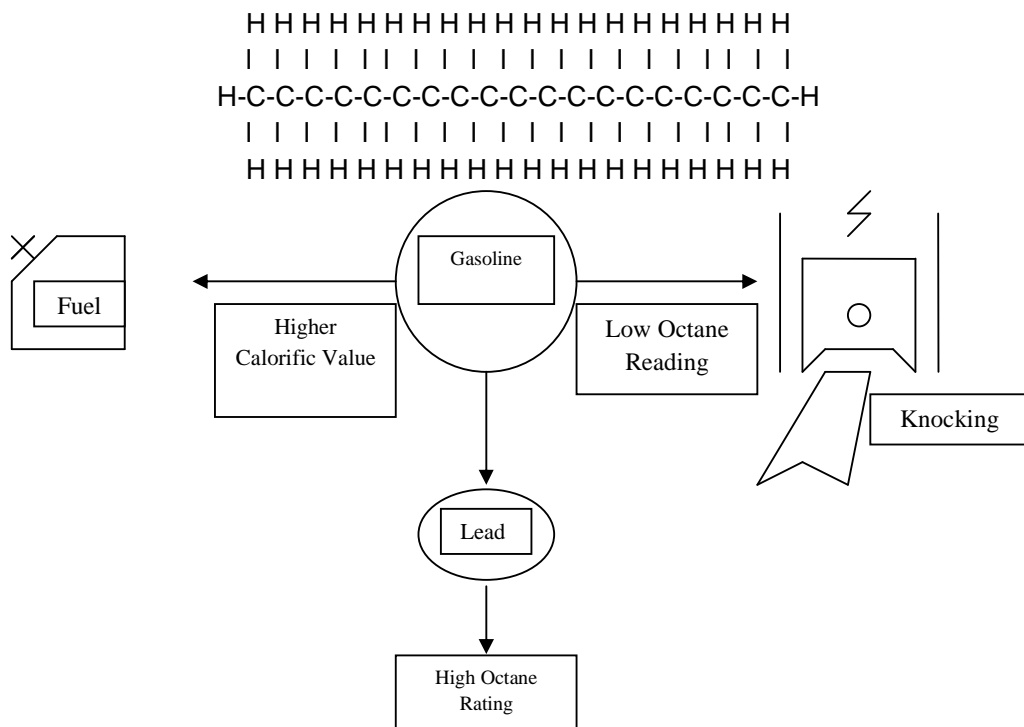 H H H H H H H H H H H H H H H H H H H H
I I I I I I I I I I I I I I I I I I I I
H-C-C-C-C-C-C-C-C-C-C-C-C-C-C-C-C-C-C-C-H
I I I I I I I I I I I I I I I I I I I I
H H H H H H H H H H H H H H H H H H H H
Gasoline
Fuel
Higher
Calorific Value
Low Octane
Reading
Knocking
Lead
High Octane
Rating